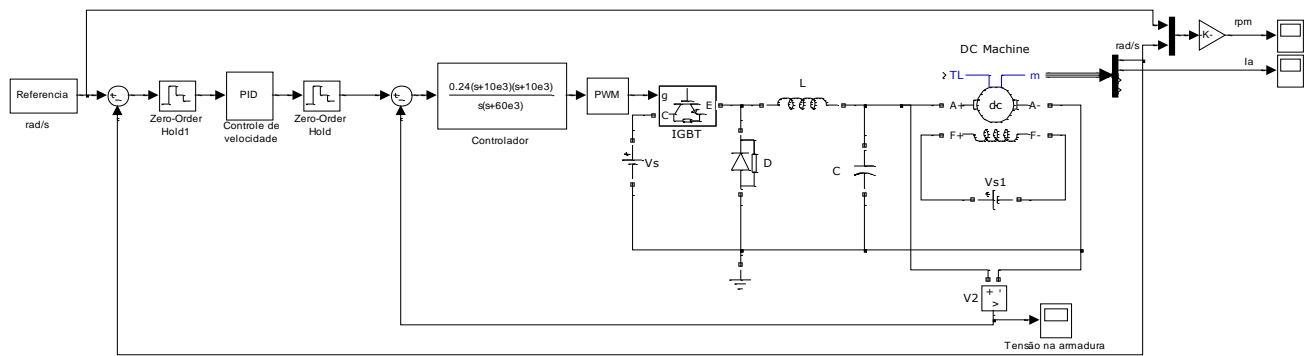 rpm
rad/s
K-
DC Machine
Ia
TL
m
Referencia
rad/s
Zero-Order
Hold1
PID
Controle de
velocidade
Zero-Order
Hold
0.24(s+10e3)(s+10e3)
s(s+60e3)
Controlador
PWM
g
C
E
IGBT
L
A+
dc
A-
F+
F-
Vs
D
C
Vs1
V2
+ -
v
Tensão na armadura